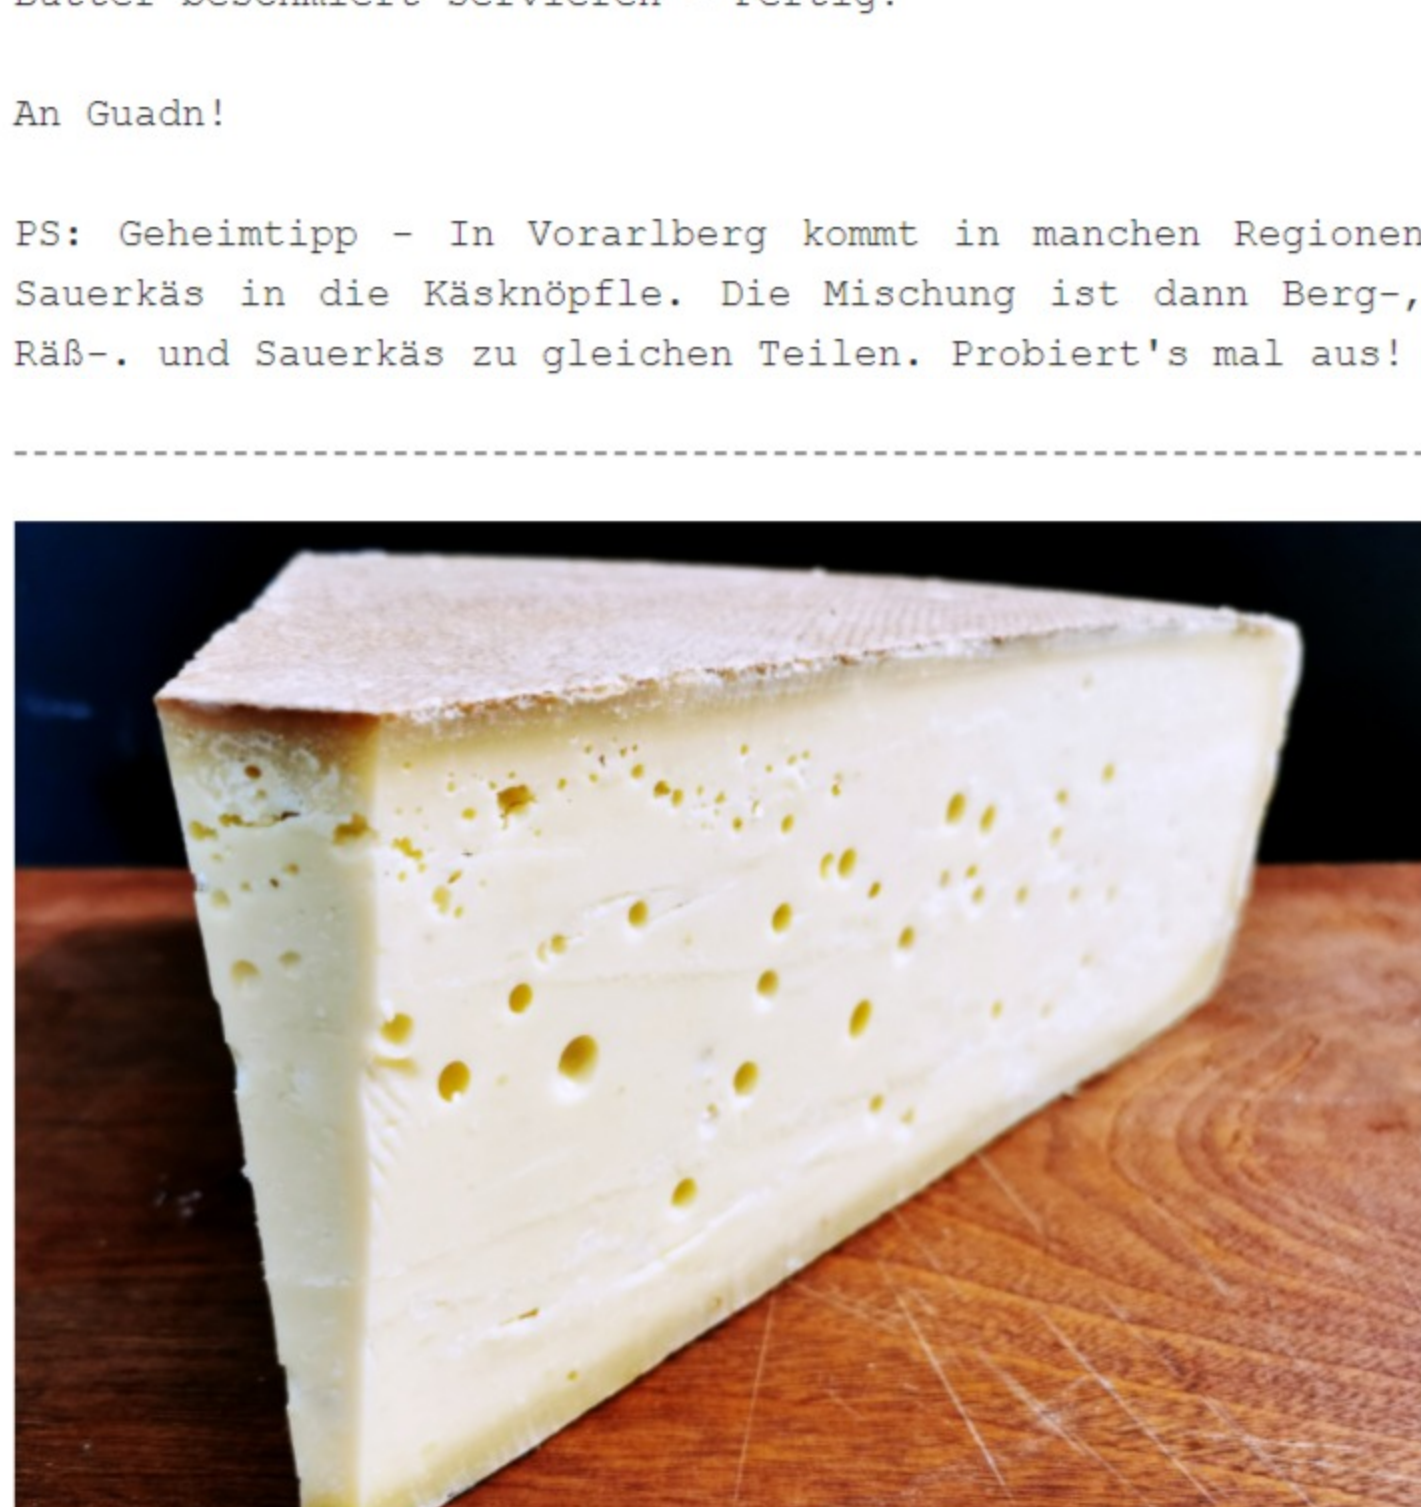 An Guadn!
PS: Geheimtipp - In Vorarlberg kommt in manchen Regionen
Sauerkäs in die Käsknöpfle. Die Mischung ist dann Berg-,
Räß-. und Sauerkäs zu gleichen Teilen. Probiert's mal aus!